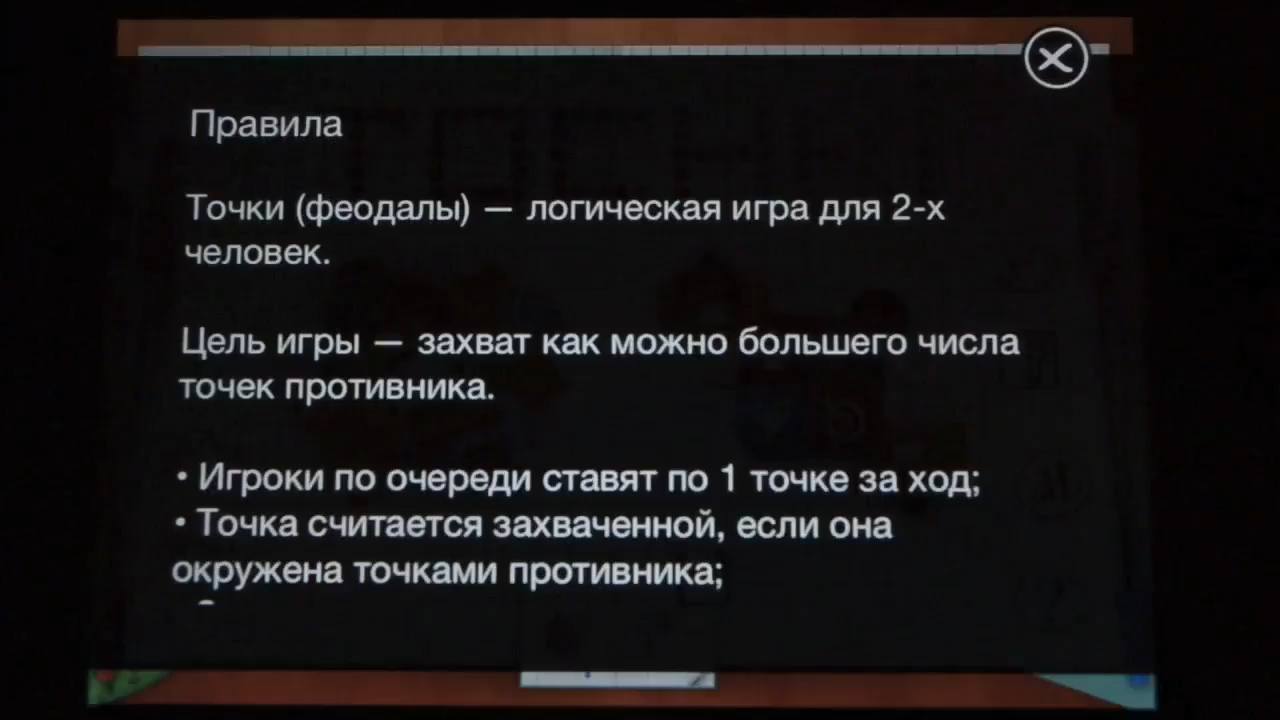 Правила
Точки (феодалы) — логическая игра для 2-х
человек.
Цель игры — захват как можно большего числа
точек противника.
• Игроки по очереди ставят по 1 точке за ход;
• Точка считается захваченной, если она
окружена точками противника;